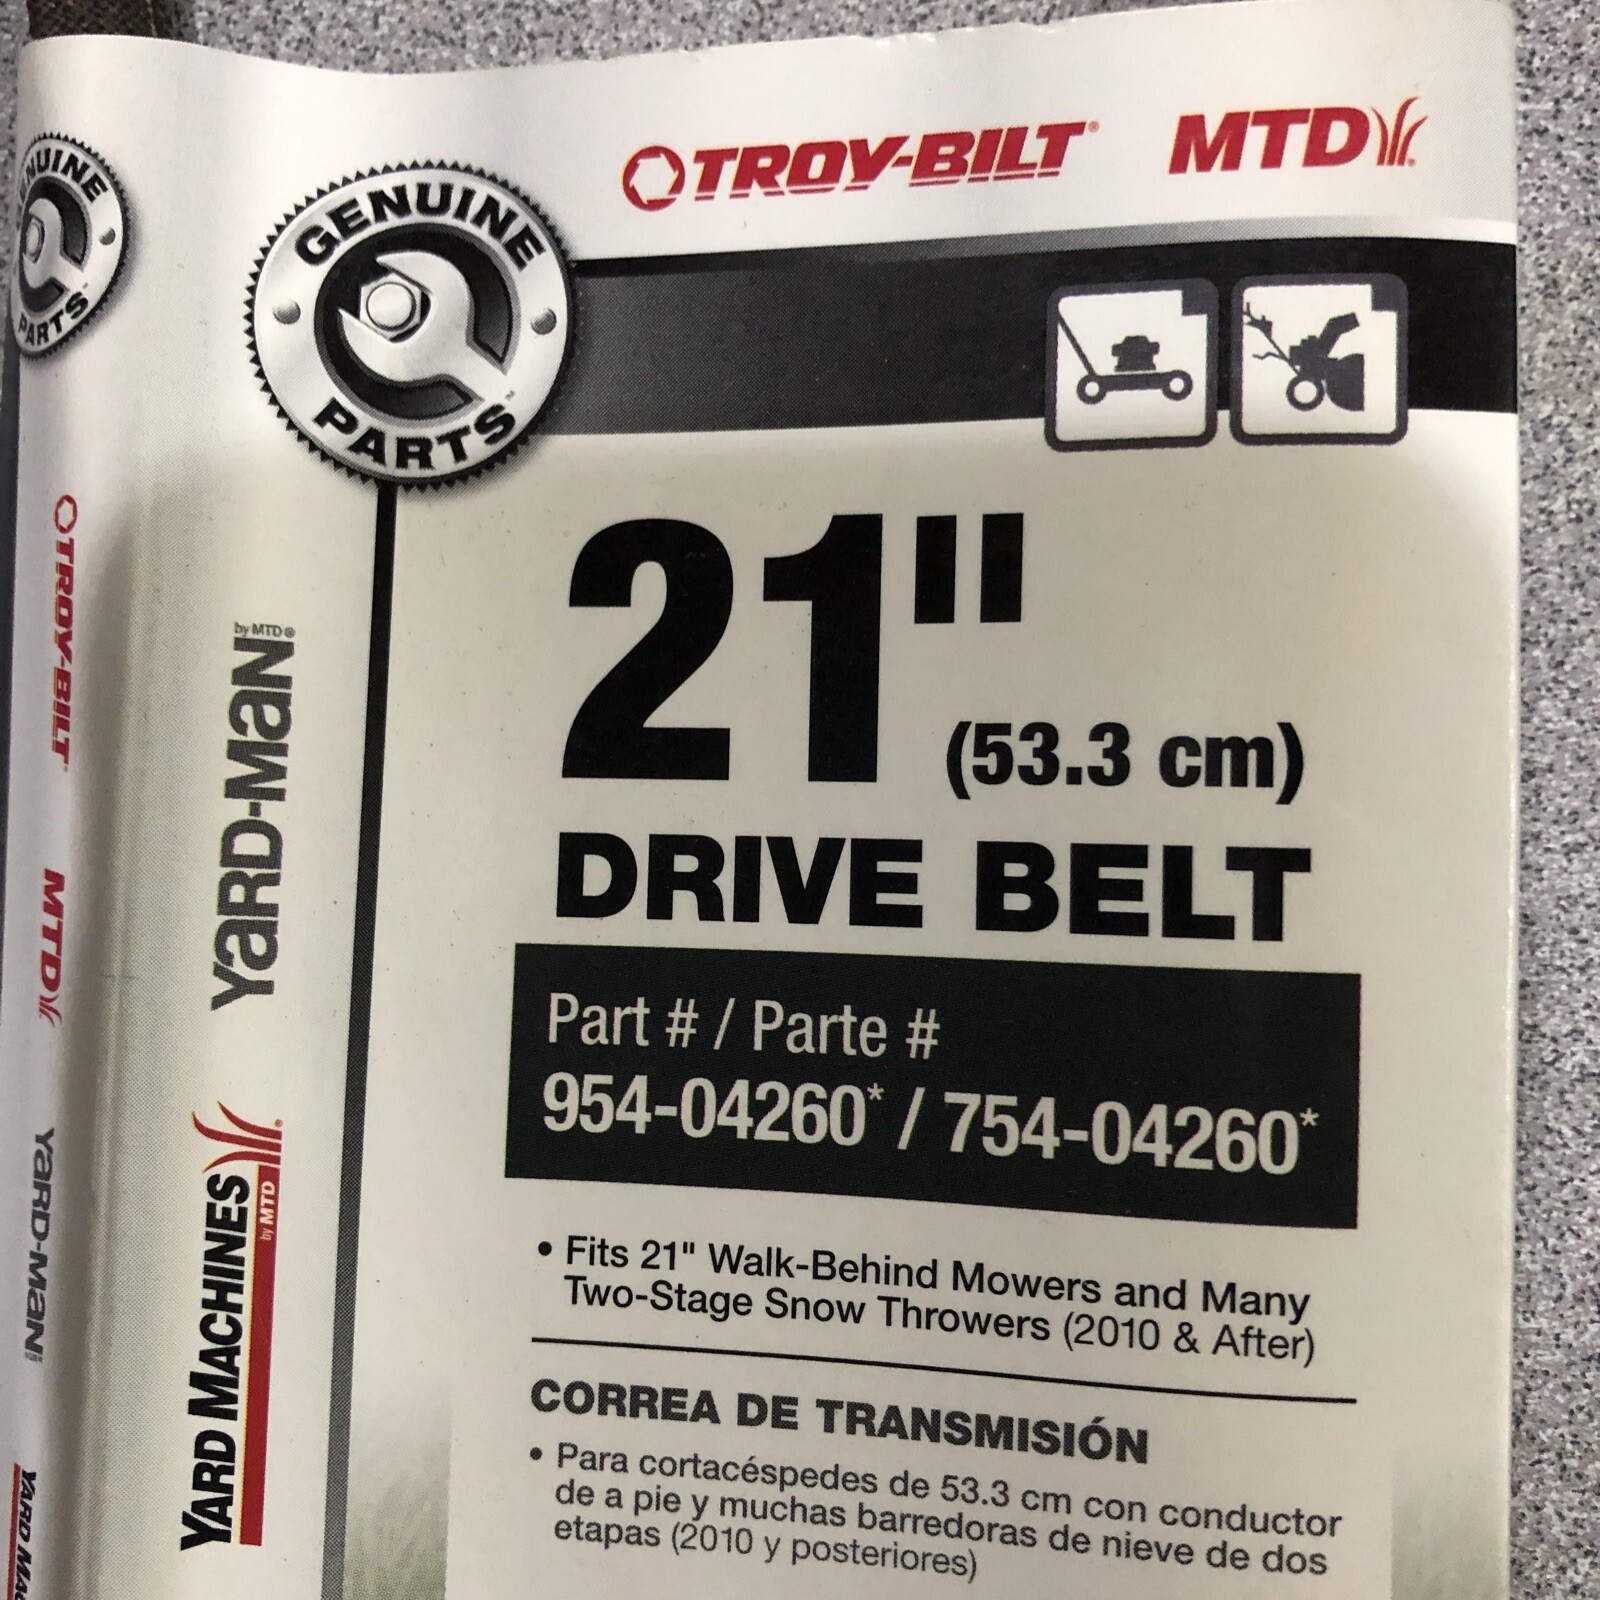 TROY-BILT® MTD
GENUINE
PARTS™
21" (53.3 cm)
DRIVE BELT
Part # / Parte #
954-04260* / 754-04260*
• Fits 21" Walk-Behind Mowers and Many
Two-Stage Snow Throwers (2010 & After)
CORREA DE TRANSMISIÓN
• Para cortacéspedes de 53.3 cm con conductor
de a pie y muchas barredoras de nieve de dos
etapas (2010 y posteriores)
YARD-MAN
by MTD®
YARD MACHINES
by MTD
PARTS
TROY-BILT
MTD
YARD-MAN